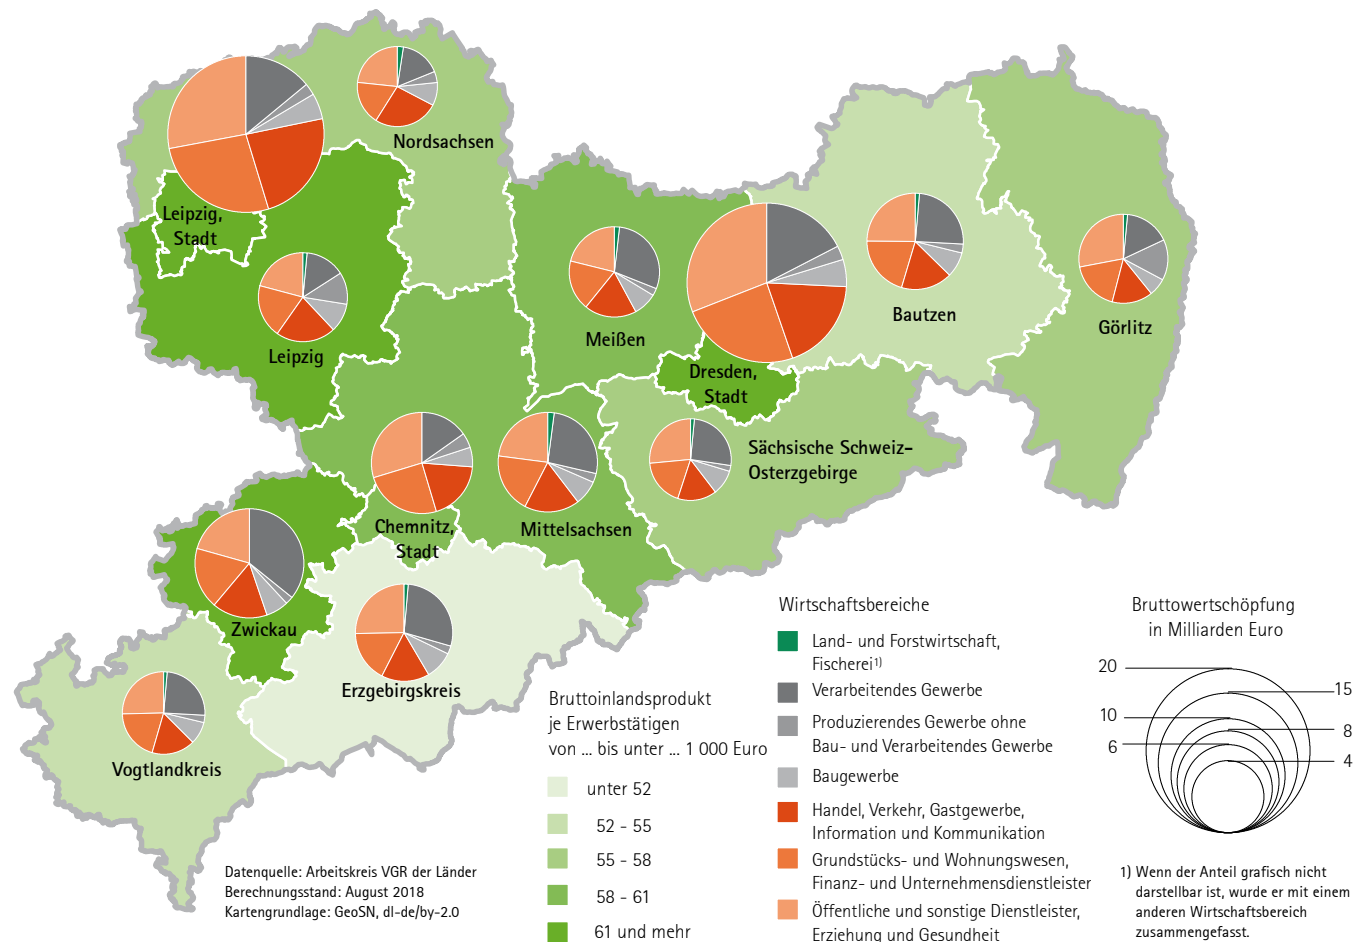 Nordsachsen
Leipzig,
Stadt
Leipzig
Meißen
Bautzen
Görlitz
Dresden,
Stadt
Sächsische Schweiz-
Osterzgebirge
Chemnitz,
Stadt
Mittelsachsen
Zwickau
Erzgebirgskreis
Vogtlandkreis
Datenquelle: Arbeitskreis VGR der Länder
Berechnungsstand: August 2018
Kartengrundlage: GeoSN, dl-de/by-2.0
Bruttoinlandsprodukt
je Erwerbstätigen
von ... bis unter ... 1 000 Euro
unter 52
52 - 55
55 - 58
58 - 61
61 und mehr
Wirtschaftsbereiche
Land- und Forstwirtschaft,
Fischerei¹⁾
Verarbeitendes Gewerbe
Produzierendes Gewerbe ohne
Bau- und Verarbeitendes Gewerbe
Baugewerbe
Handel, Verkehr, Gastgewerbe,
Information und Kommunikation
Grundstücks- und Wohnungswesen,
Finanz- und Unternehmensdienstleister
Öffentliche und sonstige Dienstleister,
Erziehung und Gesundheit
Bruttowertschöpfung
in Milliarden Euro
20
15
10
8
6
4
1) Wenn der Anteil grafisch nicht
darstellbar ist, wurde er mit einem
anderen Wirtschaftsbereich
zusammengefasst.